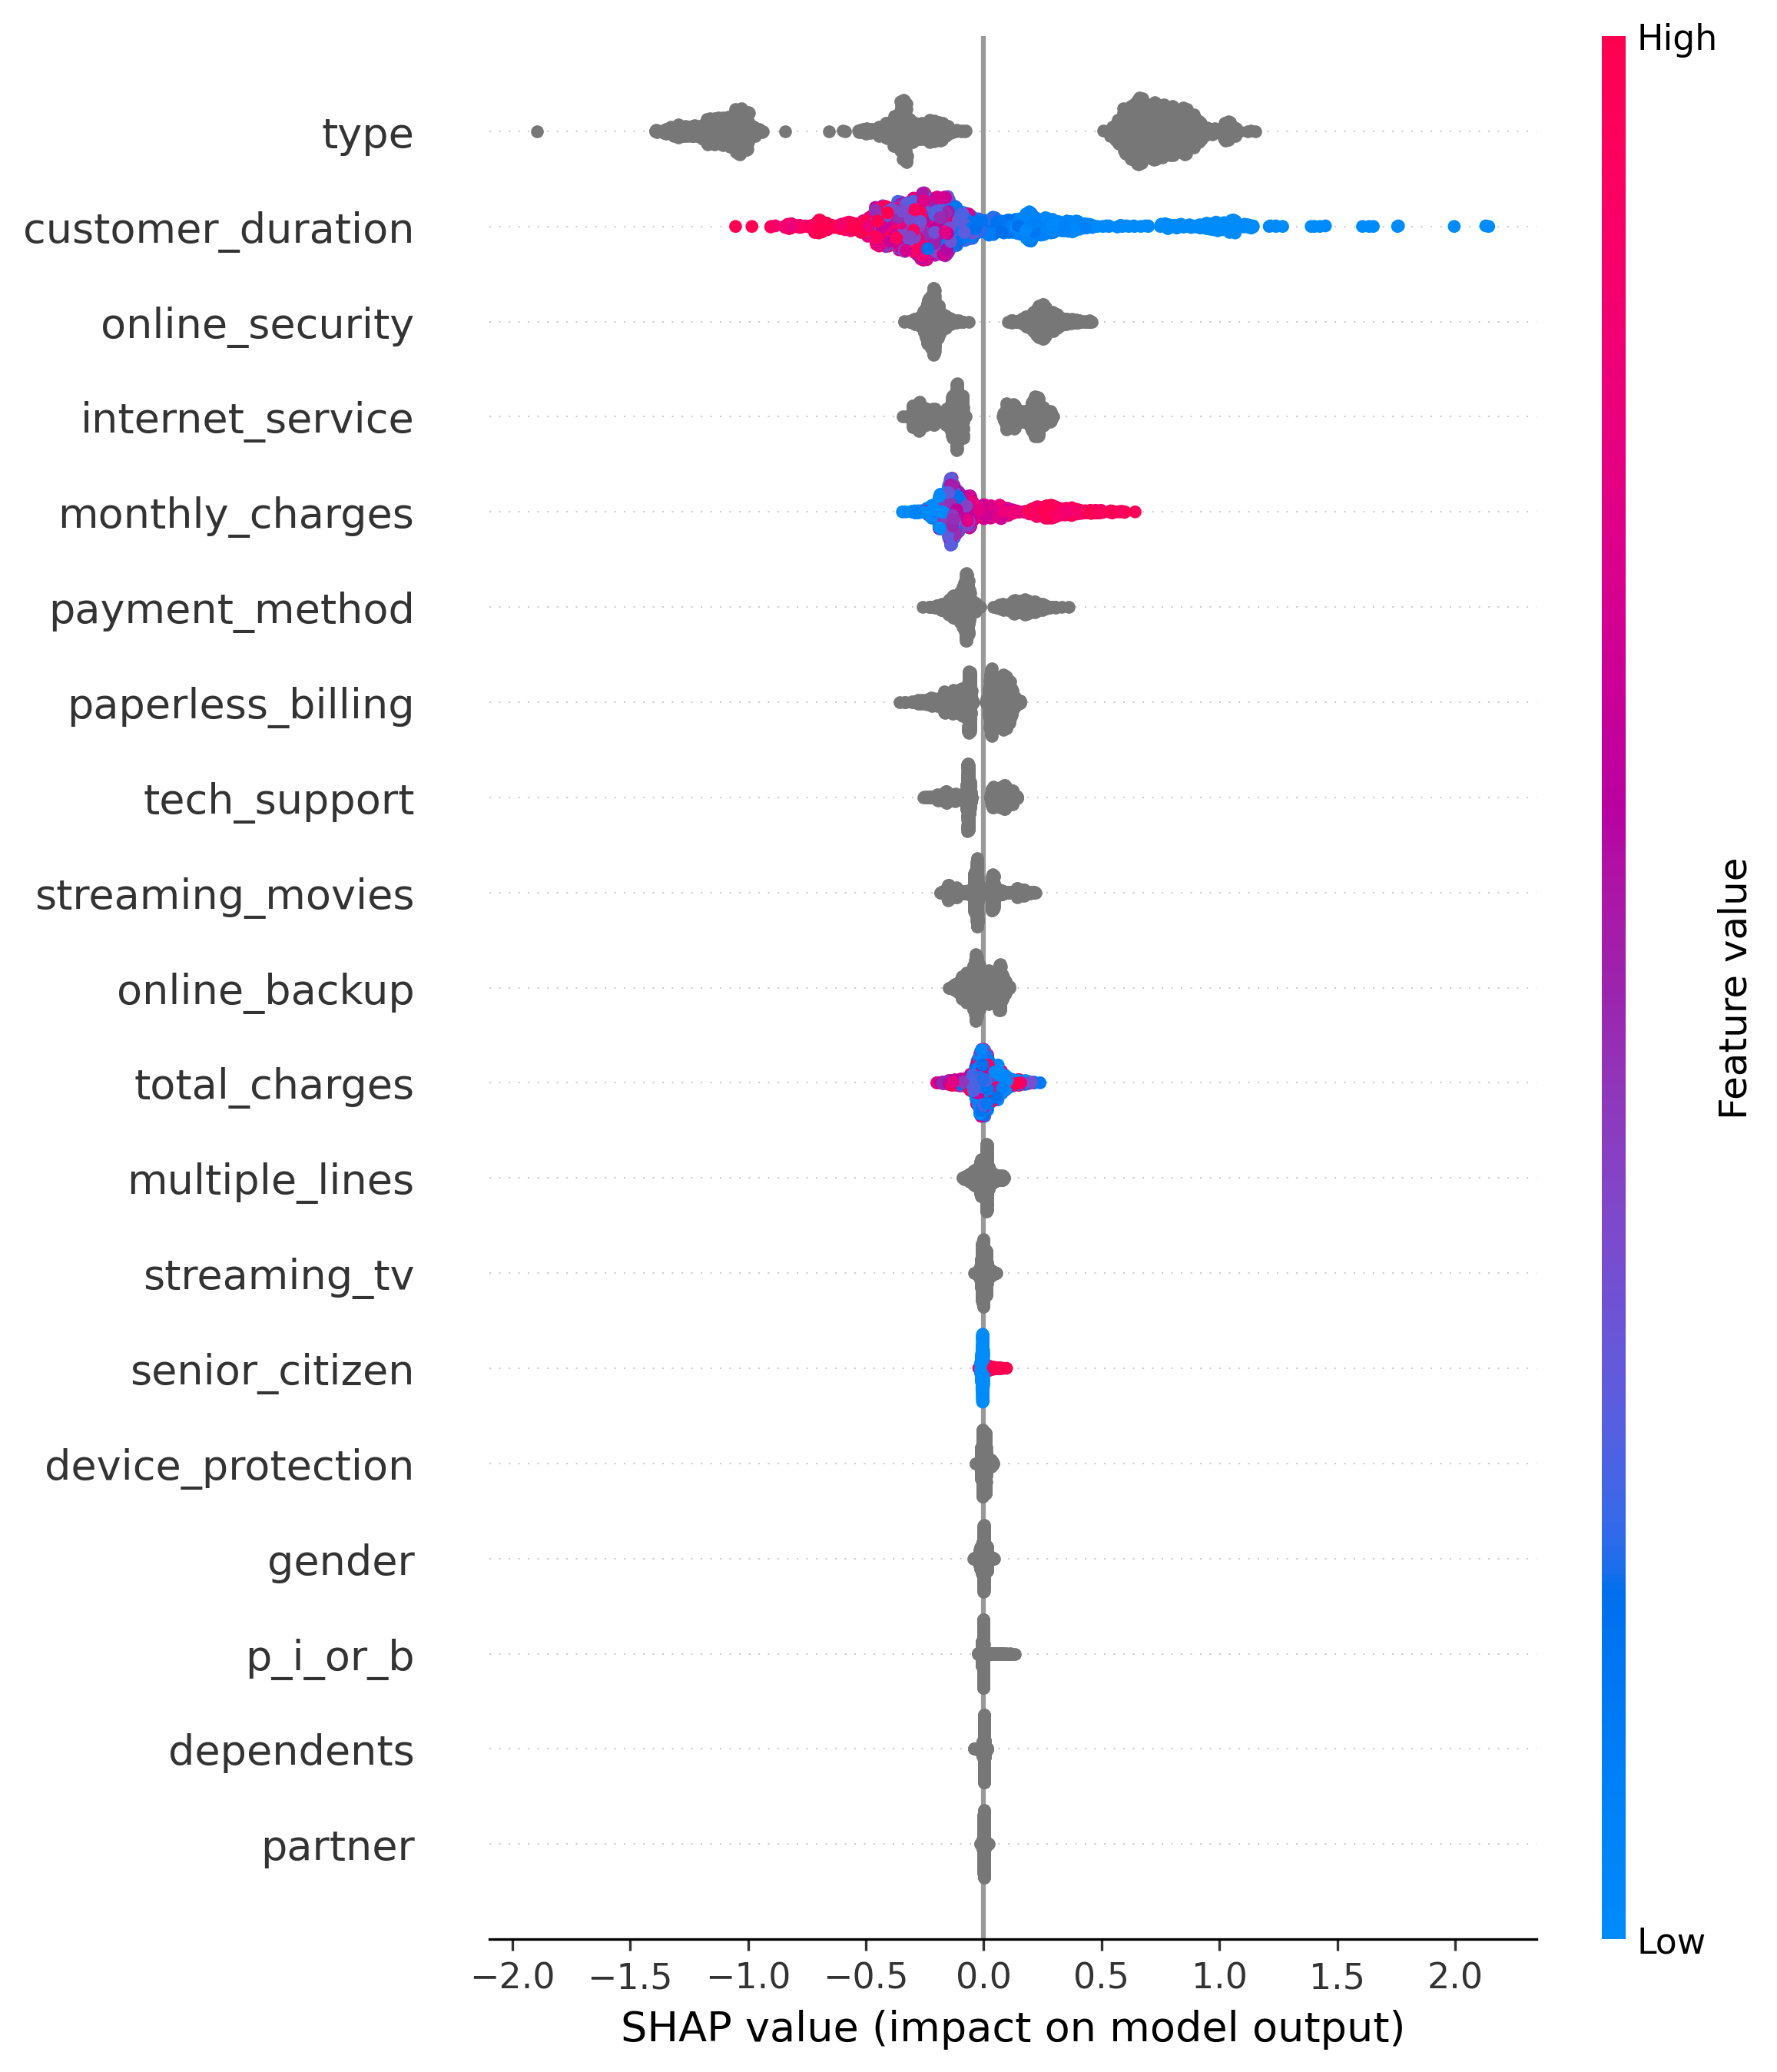 High
type
customer_duration
online_security
internet_service
monthly_charges
payment_method
paperless_billing
tech_support
streaming_movies
online_backup
total_charges
multiple_lines
streaming_tv
senior_citizen
device_protection
gender
p_i_or_b
dependents
partner
Feature value
Low
−2.0 −1.5 −1.0 −0.5 0.0 0.5 1.0 1.5 2.0
SHAP value (impact on model output)